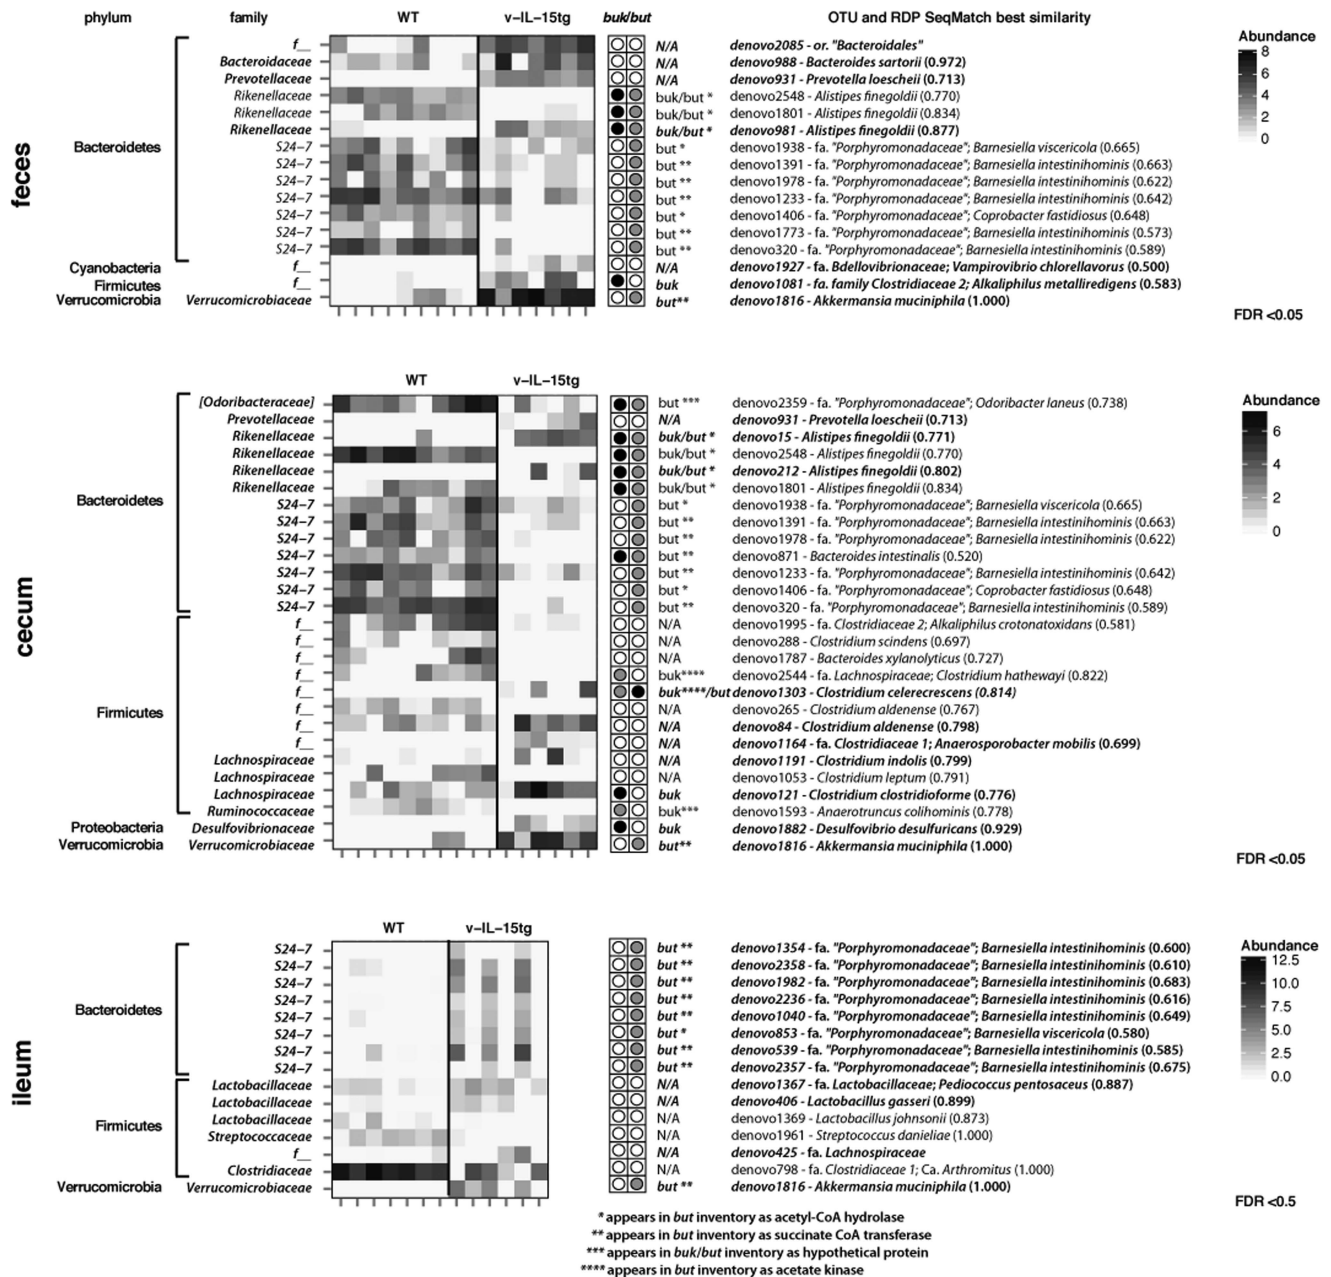 phylum family WT v-IL-15tg buk/but OTU and RDP SeqMatch best similarity
feces
Bacteroidetes
f__ N/A denovo2085 - or. "Bacteroidales"
Bacteroidaceae N/A denovo988 - Bacteroides sartorii (0.972)
Prevotellaceae N/A denovo931 - Prevotella loescheii (0.713)
Rikenellaceae buk/but * denovo2548 - Alistipes finegoldii (0.770)
Rikenellaceae buk/but * denovo1801 - Alistipes finegoldii (0.834)
Rikenellaceae buk/but * denovo981 - Alistipes finegoldii (0.877)
S24-7 but * denovo1938 - fa. "Porphyromonadaceae"; Barnesiella viscericola (0.665)
S24-7 but ** denovo1391 - fa. "Porphyromonadaceae"; Barnesiella intestinihominis (0.663)
S24-7 but ** denovo1978 - fa. "Porphyromonadaceae"; Barnesiella intestinihominis (0.622)
S24-7 but ** denovo1233 - fa. "Porphyromonadaceae"; Barnesiella intestinihominis (0.642)
S24-7 but * denovo1406 - fa. "Porphyromonadaceae"; Coprobacter fastidiosus (0.648)
S24-7 but ** denovo1773 - fa. "Porphyromonadaceae"; Barnesiella intestinihominis (0.573)
S24-7 but ** denovo320 - fa. "Porphyromonadaceae"; Barnesiella intestinihominis (0.589)
Cyanobacteria f__ N/A denovo1927 - fa. Bdellovibrionaceae; Vampirovibrio chlorellavorus (0.500)
Firmicutes f__ buk denovo1081 - fa. family Clostridiaceae 2; Alkaliphilus metalliredigens (0.583)
Verrucomicrobia Verrucomicrobiaceae but** denovo1816 - Akkermansia muciniphila (1.000)
Abundance
8
6
4
2
0
FDR <0.05
WT v-IL-15tg
cecum
Bacteroidetes
[Odoribacteraceae] but *** denovo2359 - fa. "Porphyromonadaceae"; Odoribacter laneus (0.738)
Prevotellaceae N/A denovo931 - Prevotella loescheii (0.713)
Rikenellaceae buk/but * denovo15 - Alistipes finegoldii (0.771)
Rikenellaceae buk/but * denovo2548 - Alistipes finegoldii (0.770)
Rikenellaceae buk/but * denovo212 - Alistipes finegoldii (0.802)
Rikenellaceae buk/but * denovo1801 - Alistipes finegoldii (0.834)
S24-7 but * denovo1938 - fa. "Porphyromonadaceae"; Barnesiella viscericola (0.665)
S24-7 but ** denovo1391 - fa. "Porphyromonadaceae"; Barnesiella intestinihominis (0.663)
S24-7 but ** denovo1978 - fa. "Porphyromonadaceae"; Barnesiella intestinihominis (0.622)
S24-7 but ** denovo871 - Bacteroides intestinalis (0.520)
S24-7 but ** denovo1233 - fa. "Porphyromonadaceae"; Barnesiella intestinihominis (0.642)
S24-7 but * denovo1406 - fa. "Porphyromonadaceae"; Coprobacter fastidiosus (0.648)
S24-7 but ** denovo320 - fa. "Porphyromonadaceae"; Barnesiella intestinihominis (0.589)
Firmicutes
f__ N/A denovo1995 - fa. Clostridiaceae 2; Alkaliphilus crotonatoxidans (0.581)
f__ N/A denovo288 - Clostridium scindens (0.697)
f__ N/A denovo1787 - Bacteroides xylanolyticus (0.727)
f__ buk**** denovo2544 - fa. Lachnospiraceae; Clostridium hathewayi (0.822)
f__ buk****/but denovo1303 - Clostridium celerecrescens (0.814)
f__ N/A denovo265 - Clostridium aldenense (0.767)
f__ N/A denovo84 - Clostridium aldenense (0.798)
f__ N/A denovo1164 - fa. Clostridiaceae 1; Anaerosporobacter mobilis (0.699)
Lachnospiraceae N/A denovo1191 - Clostridium indolis (0.799)
Lachnospiraceae N/A denovo1053 - Clostridium leptum (0.791)
Lachnospiraceae buk denovo121 - Clostridium clostridioforme (0.776)
Ruminococcaceae buk*** denovo1593 - Anaerotruncus colihominis (0.778)
Proteobacteria Desulfovibrionaceae buk denovo1882 - Desulfovibrio desulfuricans (0.929)
Verrucomicrobia Verrucomicrobiaceae but** denovo1816 - Akkermansia muciniphila (1.000)
Abundance
6
4
2
0
FDR <0.05
WT v-IL-15tg
ileum
Bacteroidetes
S24-7 but ** denovo1354 - fa. "Porphyromonadaceae"; Barnesiella intestinihominis (0.600)
S24-7 but ** denovo2358 - fa. "Porphyromonadaceae"; Barnesiella intestinihominis (0.610)
S24-7 but ** denovo1982 - fa. "Porphyromonadaceae"; Barnesiella intestinihominis (0.683)
S24-7 but ** denovo2236 - fa. "Porphyromonadaceae"; Barnesiella intestinihominis (0.616)
S24-7 but ** denovo1040 - fa. "Porphyromonadaceae"; Barnesiella intestinihominis (0.649)
S24-7 but * denovo853 - fa. "Porphyromonadaceae"; Barnesiella viscericola (0.580)
S24-7 but ** denovo539 - fa. "Porphyromonadaceae"; Barnesiella intestinihominis (0.585)
S24-7 but ** denovo2357 - fa. "Porphyromonadaceae"; Barnesiella intestinihominis (0.675)
Firmicutes
Lactobacillaceae N/A denovo1367 - fa. Lactobacillaceae; Pediococcus pentosaceus (0.887)
Lactobacillaceae N/A denovo406 - Lactobacillus gasseri (0.899)
Lactobacillaceae N/A denovo1369 - Lactobacillus johnsonii (0.873)
Streptococcaceae N/A denovo1961 - Streptococcus danieliae (1.000)
f__ N/A denovo425 - fa. Lachnospiraceae
Clostridiaceae N/A denovo798 - fa. Clostridiaceae 1; Ca. Arthromitus (1.000)
Verrucomicrobia Verrucomicrobiaceae but ** denovo1816 - Akkermansia muciniphila (1.000)
Abundance
12.5
10.0
7.5
5.0
2.5
0.0
FDR <0.5
* appears in but inventory as acetyl-CoA hydrolase
** appears in but inventory as succinate CoA transferase
*** appears in buk/but inventory as hypothetical protein
**** appears in but inventory as acetate kinase